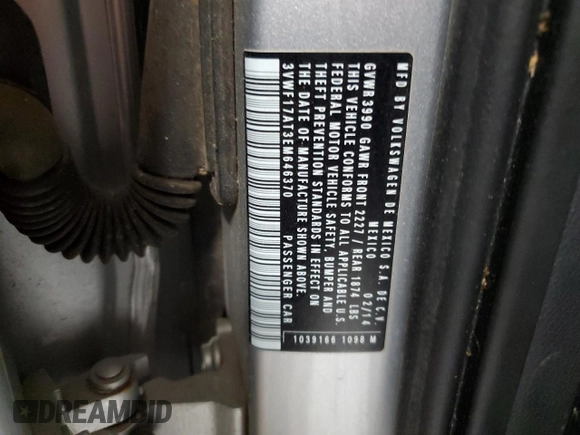 MFD BY VOLKSWAGEN DE MEXICO S.A. DE C.V.
MEXICO 02/14
GVWR3990 GAWR FRONT 2227 / REAR 1874 LBS
THIS VEHICLE CONFORMS TO ALL APPLICABLE U.S.
FEDERAL MOTOR VEHICLE SAFETY, BUMPER AND
THEFT PREVENTION STANDARDS IN EFFECT ON
THE DATE OF MANUFACTURE SHOWN ABOVE.
3VWF17AT3EM646370 PASSENGER CAR
1039166 1098 M
DREAMBID